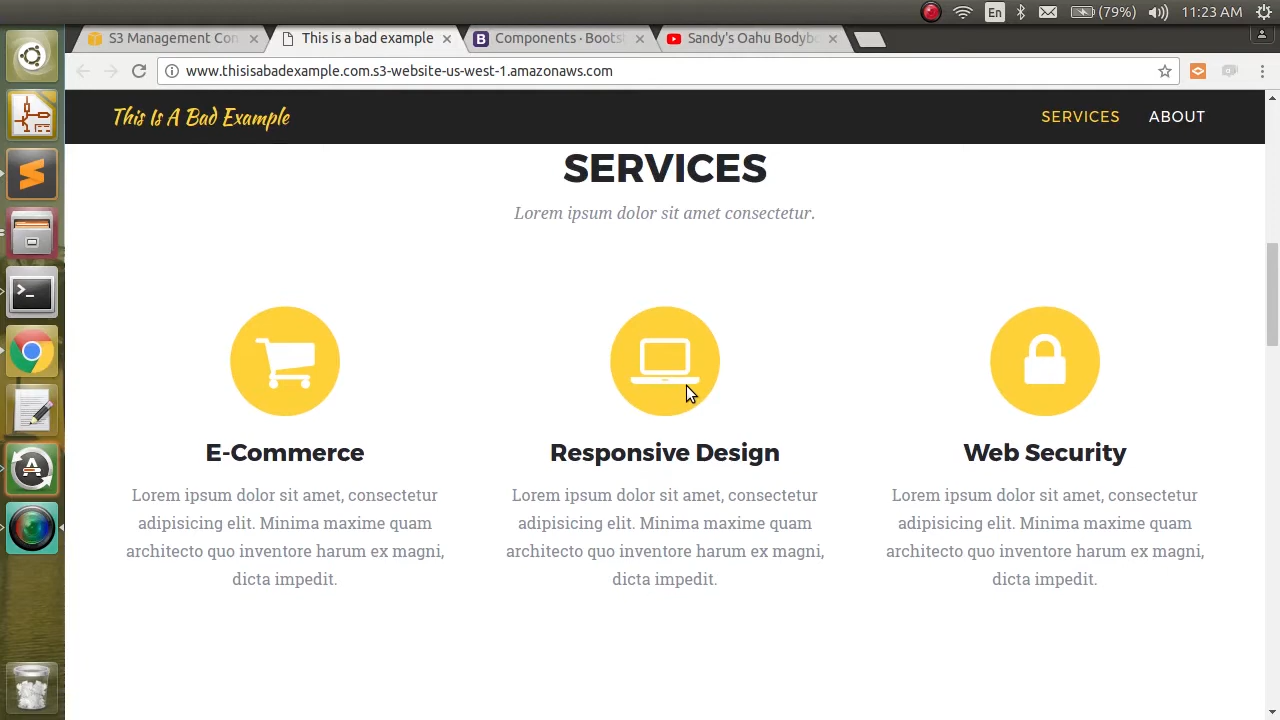 En
(79%)
11:23 AM
S3 Management Con
This is a bad example
B
Components · Boots
Sandy's Oahu Bodyb
www.thisisabadexample.com.s3-website-us-west-1.amazonaws.com
This Is A Bad Example
SERVICES
ABOUT
SERVICES
Lorem ipsum dolor sit amet consectetur.
E-Commerce
Lorem ipsum dolor sit amet, consectetur
adipisicing elit. Minima maxime quam
architecto quo inventore harum ex magni,
dicta impedit.
Responsive Design
Lorem ipsum dolor sit amet, consectetur
adipisicing elit. Minima maxime quam
architecto quo inventore harum ex magni,
dicta impedit.
Web Security
Lorem ipsum dolor sit amet, consectetur
adipisicing elit. Minima maxime quam
architecto quo inventore harum ex magni,
dicta impedit.